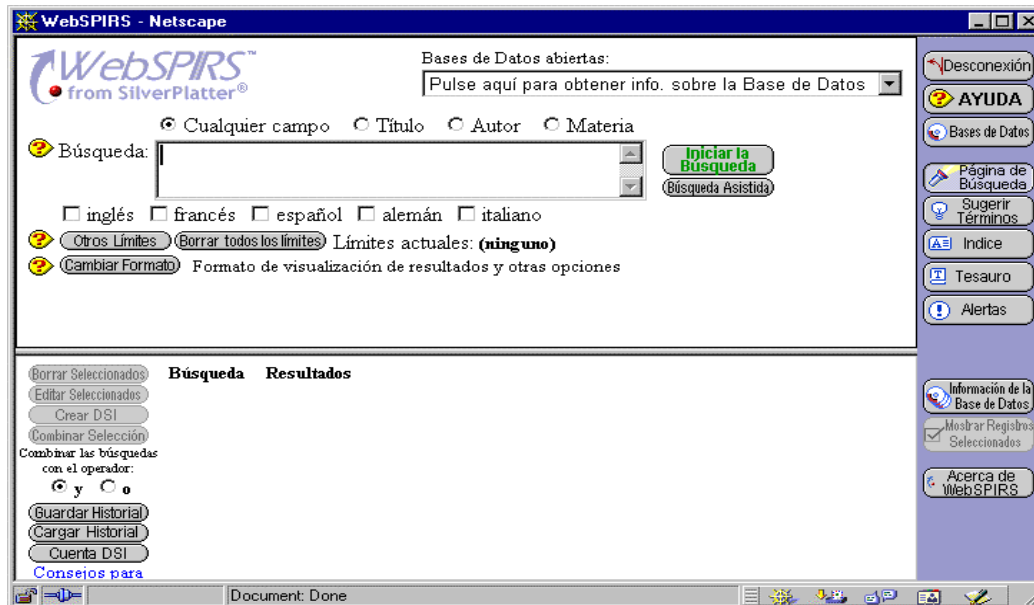 WebSPIRS - Netscape
WebSPIRS™
from SilverPlatter®
Bases de Datos abiertas:
Pulse aquí para obtener info. sobre la Base de Datos
Cualquier campo Título Autor Materia
Búsqueda:
Iniciar la
Búsqueda
Búsqueda Asistida
inglés francés español alemán italiano
Otros Límites Borrar todos los límites Límites actuales: (ninguno)
Cambiar Formato Formato de visualización de resultados y otras opciones
Desconexión
AYUDA
Bases de Datos
Página de
Búsqueda
Sugerir
Términos
Indice
Tesauro
Alertas
Información de la
Base de Datos
Mostrar Registros
Seleccionados
Acerca de
WebSPIRS
Borrar Seleccionados
Editar Seleccionados
Crear DSI
Combinar Selección
Combinar las búsquedas
con el operador:
y o
Guardar Historial
Cargar Historial
Cuenta DSI
Consejos para
Búsqueda Resultados
Document: Done